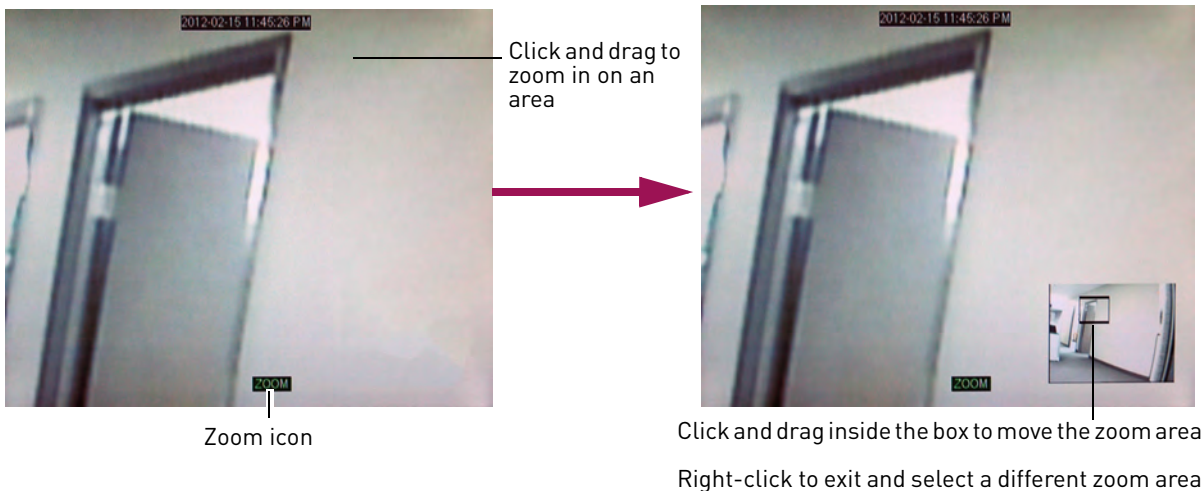 2012-02-15 11:45:26 PM
Click and drag to
zoom in on an
area
ZOOM
Zoom icon
2012-02-15 11:45:26 PM
ZOOM
Click and drag inside the box to move the zoom area
Right-click to exit and select a different zoom area